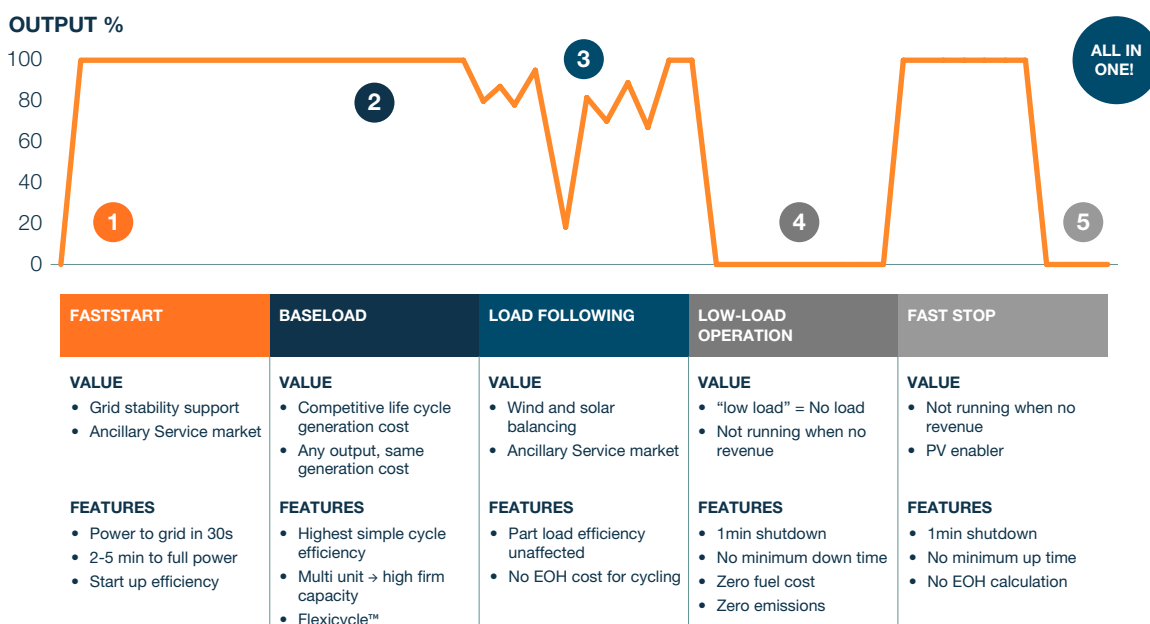 OUTPUT %
100
80
60
40
20
0
1
2
3
4
5
ALL IN
ONE!
FASTSTART
VALUE
• Grid stability support
• Ancillary Service market
FEATURES
• Power to grid in 30s
• 2-5 min to full power
• Start up efficiency
BASELOAD
VALUE
• Competitive life cycle
generation cost
• Any output, same
generation cost
FEATURES
• Highest simple cycle
efficiency
• Multi unit → high firm
capacity
• Flexicycle™
LOAD FOLLOWING
VALUE
• Wind and solar
balancing
• Ancillary Service market
FEATURES
• Part load efficiency
unaffected
• No EOH cost for cycling
LOW-LOAD
OPERATION
VALUE
• “low load” = No load
• Not running when no
revenue
FEATURES
• 1min shutdown
• No minimum down time
• Zero fuel cost
• Zero emissions
FAST STOP
VALUE
• Not running when no
revenue
• PV enabler
FEATURES
• 1min shutdown
• No minimum up time
• No EOH calculation